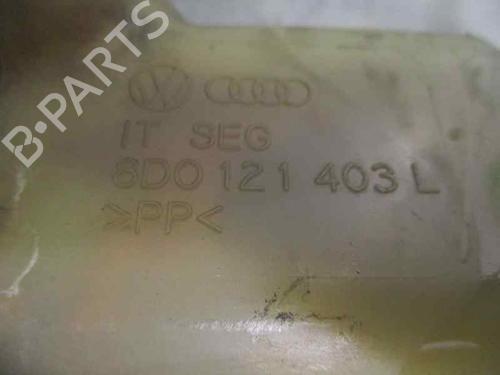 B-PARTS
IT SEG
8D0 121 403 L
>PP<